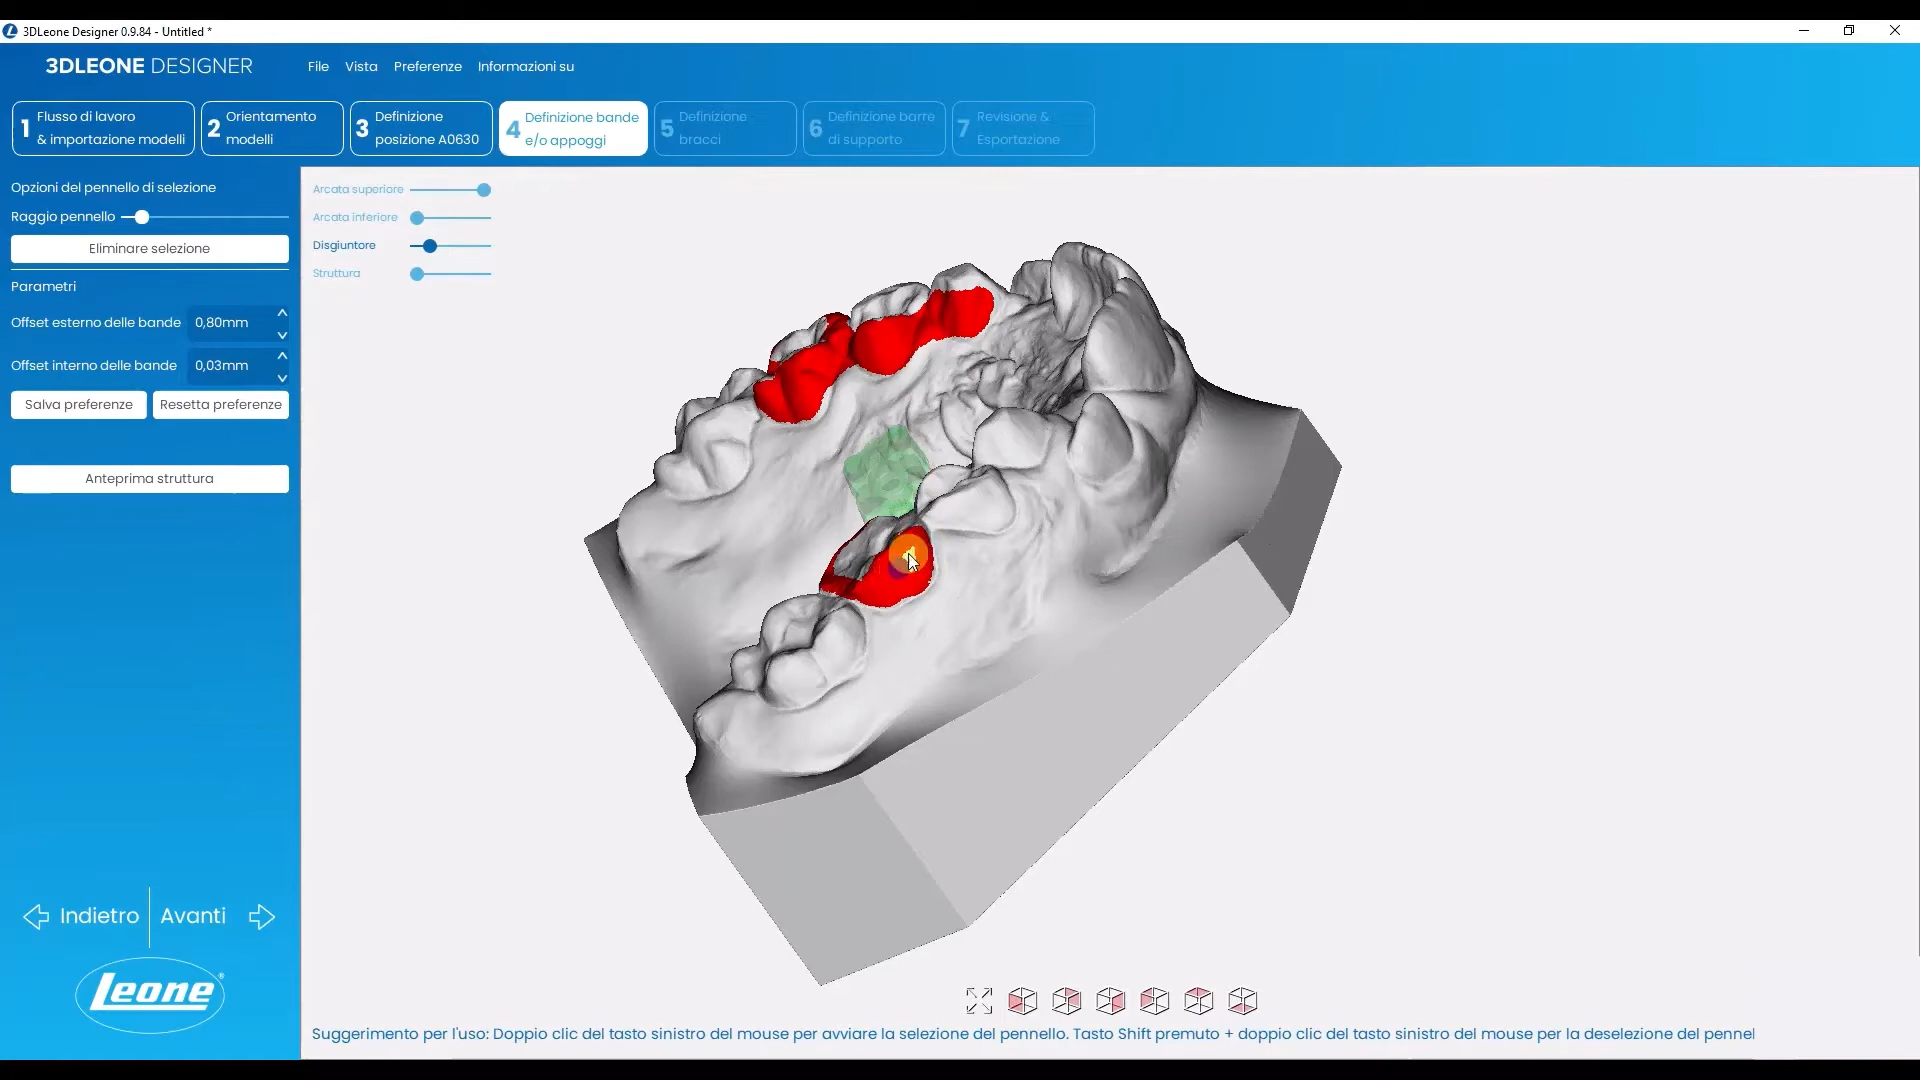 3DLeone Designer 0.9.84 - Untitled *
3DLEONE DESIGNER
File Vista Preferenze Informazioni su
1 Flusso di lavoro
& importazione modelli
2 Orientamento
modelli
3 Definizione
posizione A0630
4 Definizione bande
e/o appoggi
5 Definizione
bracci
6 Definizione barre
di supporto
7 Revisione &
Esportazione
Opzioni del pennello di selezione
Raggio pennello
Eliminare selezione
Parametri
Offset esterno delle bande 0,80mm
Offset interno delle bande 0,03mm
Salva preferenze Resetta preferenze
Anteprima struttura
Indietro Avanti
Leone®
Arcata superiore
Arcata inferiore
Disgiuntore
Struttura
Suggerimento per l'uso: Doppio clic del tasto sinistro del mouse per avviare la selezione del pennello. Tasto Shift premuto + doppio clic del tasto sinistro del mouse per la deselezione del pennel